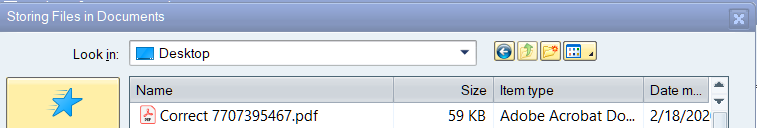 Storing Files in Documents
Look in: Desktop
Name Size Item type Date m...
Correct 7707395467.pdf 59 KB Adobe Acrobat Do... 2/18/202